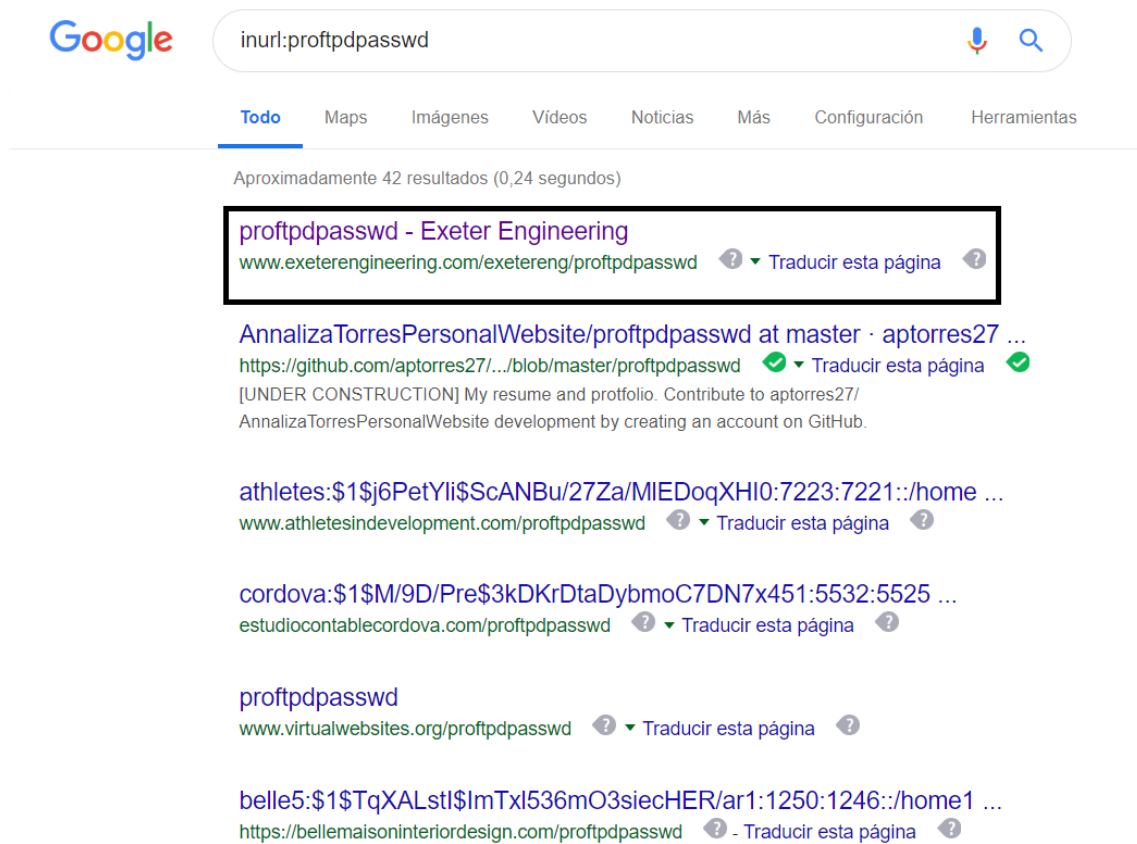 Google
inurl:proftpdpasswd
Todo Maps Imágenes Vídeos Noticias Más Configuración Herramientas
Aproximadamente 42 resultados (0,24 segundos)
proftpdpasswd - Exeter Engineering
www.exeterengineering.com/exetereng/proftpdpasswd ? Traducir esta página ?
AnnalizaTorresPersonalWebsite/proftpdpasswd at master · aptorres27 ...
https://github.com/aptorres27/.../blob/master/proftpdpasswd Traducir esta página
[UNDER CONSTRUCTION] My resume and protfolio. Contribute to aptorres27/
AnnalizaTorresPersonalWebsite development by creating an account on GitHub.
athletes:$1$j6PetYli$ScANBu/27Za/MlEDoqXHI0:7223:7221::/home ...
www.athletesindevelopment.com/proftpdpasswd ? Traducir esta página ?
cordova:$1$M/9D/Pre$3kDKrDtaDybmoC7DN7x451:5532:5525 ...
estudiocontablecordova.com/proftpdpasswd ? Traducir esta página ?
proftpdpasswd
www.virtualwebsites.org/proftpdpasswd ? Traducir esta página ?
belle5:$1$TqXALstI$ImTxl536mO3siecHER/ar1:1250:1246::/home1 ...
https://bellemaisoninteriordesign.com/proftpdpasswd ? - Traducir esta página ?